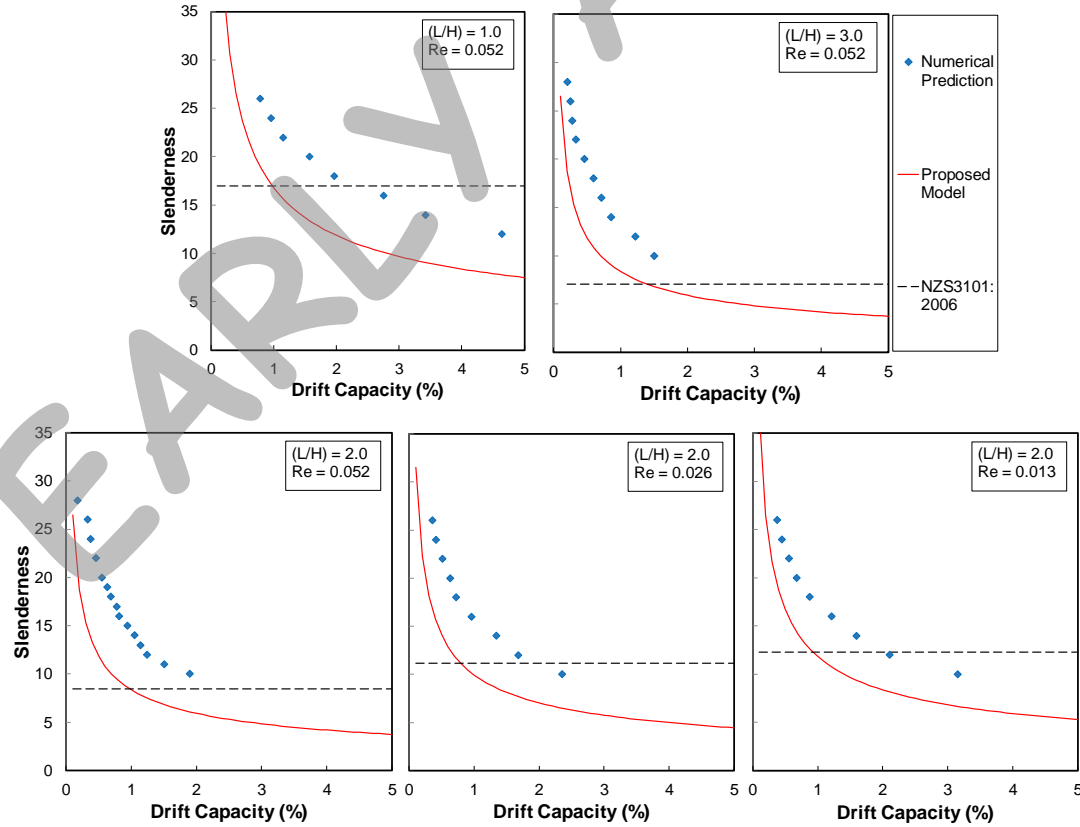 35
30
25
20
15
10
5
0
Slenderness
0 1 2 3 4 5
Drift Capacity (%)
(L/H) = 1.0
Re = 0.052
0 1 2 3 4 5
Drift Capacity (%)
(L/H) = 3.0
Re = 0.052
Numerical
Prediction
Proposed
Model
NZS3101:
2006
35
30
25
20
15
10
5
0
Slenderness
0 1 2 3 4 5
Drift Capacity (%)
(L/H) = 2.0
Re = 0.052
0 1 2 3 4 5
Drift Capacity (%)
(L/H) = 2.0
Re = 0.026
0 1 2 3 4 5
Drift Capacity (%)
(L/H) = 2.0
Re = 0.013
EARLY